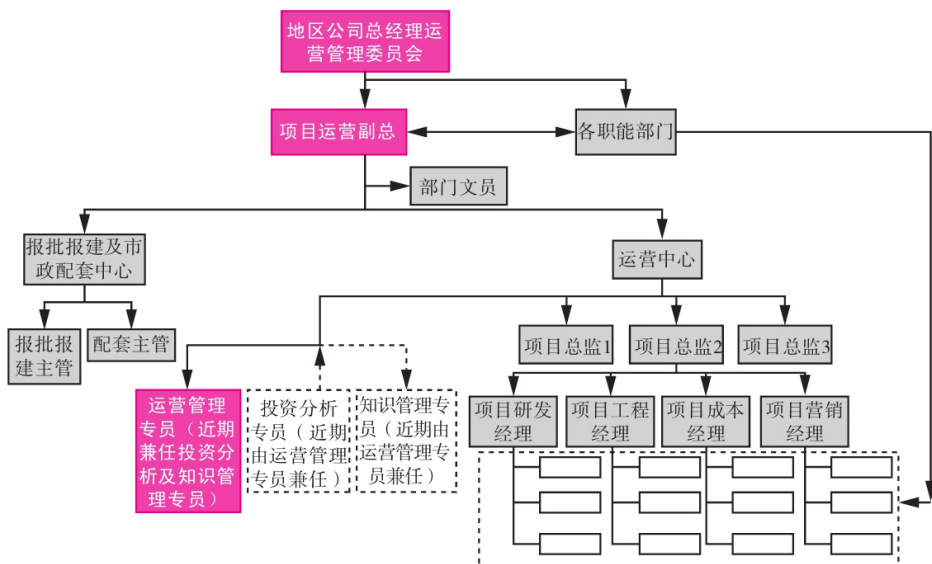 地区公司总经理运
营管理委员会
项目运营副总
各职能部门
部门文员
报批报建及市
政配套中心
运营中心
报批报
建主管
配套主管
项目总监1
项目总监2
项目总监3
运营管理
专员（近期
兼任投资分
析及知识管
理专员）
投资分析
专员（近期
由运营管理
专员兼任）
知识管理专
员（近期由
运营管理专
员兼任）
项目研发
经理
项目工程
经理
项目成本
经理
项目营销
经理